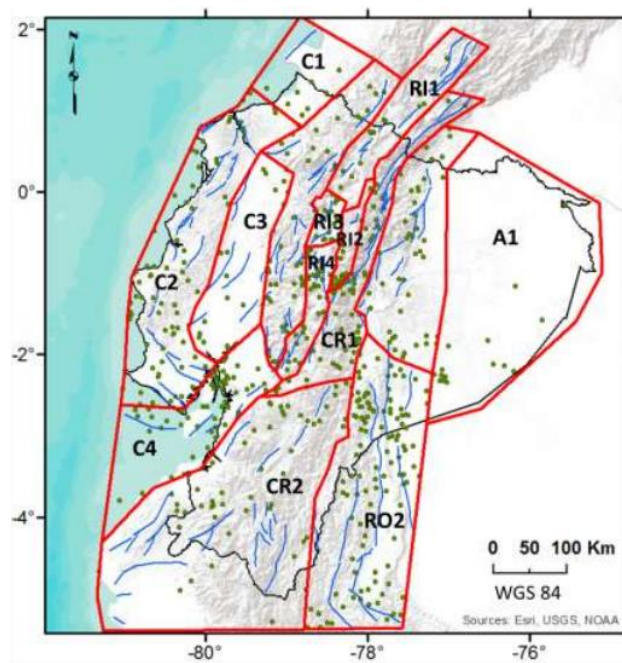 2°
N
C1
RI1
0°
C3
RI3
RI2
A1
RI4
C2
CR1
-2°
C4
CR2
RO2
-4°
0 50 100 Km
WGS 84
Sources: Esri, USGS, NOAA
-80° -78° -76°